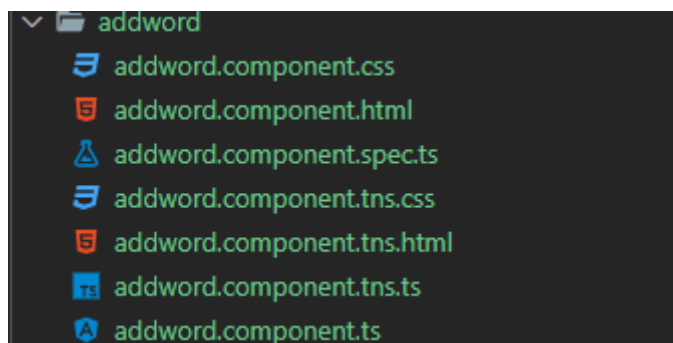 addword
addword.component.css
addword.component.html
addword.component.spec.ts
addword.component.tns.css
addword.component.tns.html
TS addword.component.tns.ts
addword.component.ts